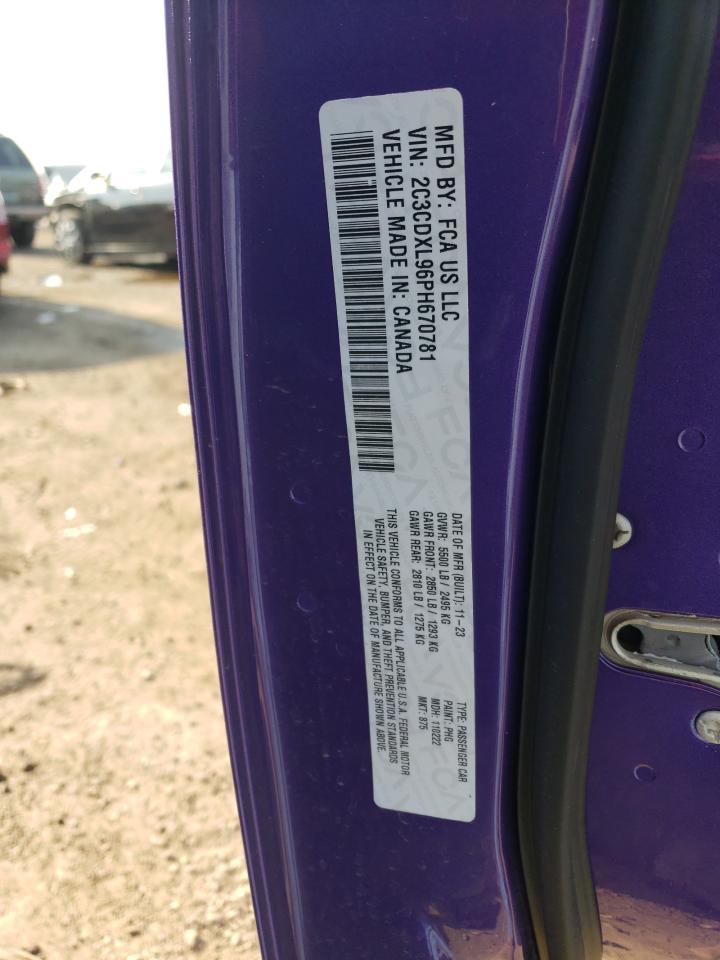 MFD BY: FCA US LLC
VIN: 2C3CDXL96PH670781
VEHICLE MADE IN: CANADA
DATE OF MFR (BUILT): 11-23
GVWR: 5500 LB / 2495 KG
GAWR FRONT: 2850 LB / 1293 KG
GAWR REAR: 2810 LB / 1275 KG
THIS VEHICLE CONFORMS TO ALL APPLICABLE U.S.A. FEDERAL MOTOR
VEHICLE SAFETY, BUMPER, AND THEFT PREVENTION STANDARDS
IN EFFECT ON THE DATE OF MANUFACTURE SHOWN ABOVE.
TYPE: PASSENGER CAR
PAINT: PHG
MDH: 110222
MKT: 875